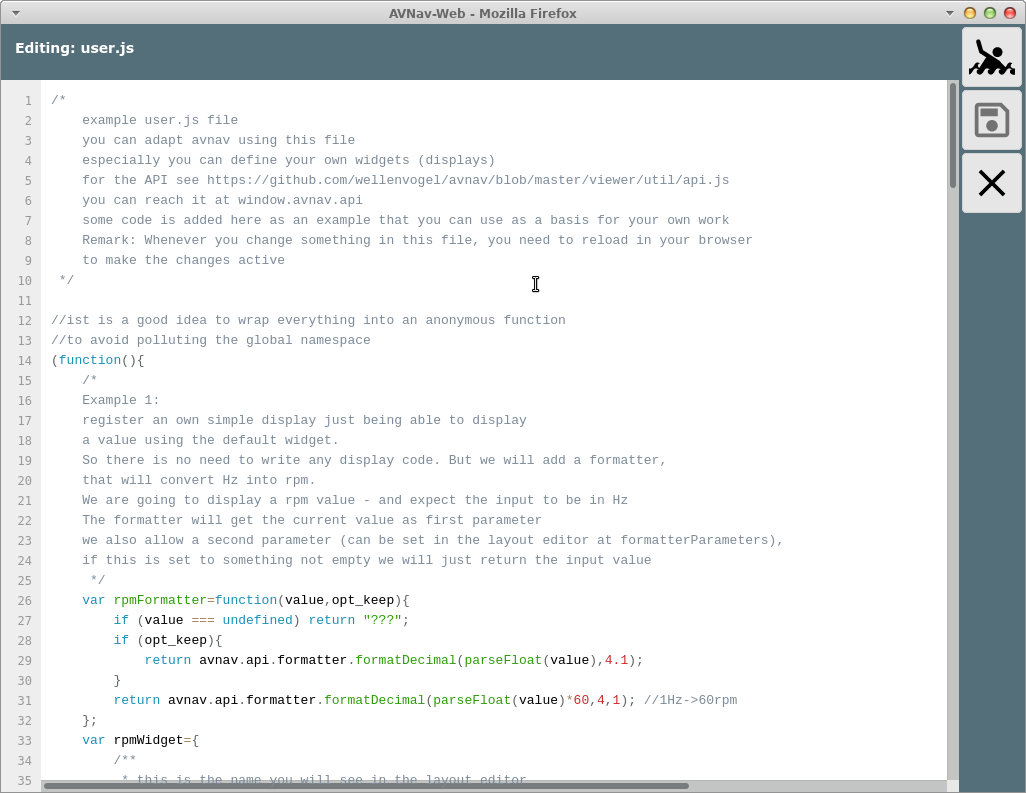 AVNav-Web - Mozilla Firefox
Editing: user.js
1 /*
2     example user.js file
3     you can adapt avnav using this file
4     especially you can define your own widgets (displays)
5     for the API see https://github.com/wellenvogel/avnav/blob/master/viewer/util/api.js
6     you can reach it at window.avnav.api
7     some code is added here as an example that you can use as a basis for your own work
8     Remark: Whenever you change something in this file, you need to reload in your browser
9     to make the changes active
10  */
11
12 //ist is a good idea to wrap everything into an anonymous function
13 //to avoid polluting the global namespace
14 (function(){
15     /*
16     Example 1:
17     register an own simple display just being able to display
18     a value using the default widget.
19     So there is no need to write any display code. But we will add a formatter,
20     that will convert Hz into rpm.
21     We are going to display a rpm value - and expect the input to be in Hz
22     The formatter will get the current value as first parameter
23     we also allow a second parameter (can be set in the layout editor at formatterParameters),
24     if this is set to something not empty we will just return the input value
25      */
26     var rpmFormatter=function(value,opt_keep){
27         if (value === undefined) return "???";
28         if (opt_keep){
29             return avnav.api.formatter.formatDecimal(parseFloat(value),4.1);
30         }
31         return avnav.api.formatter.formatDecimal(parseFloat(value)*60,4,1); //1Hz->60rpm
32     };
33     var rpmWidget={
34         /**
35          * this is the name you will see in the layout editor